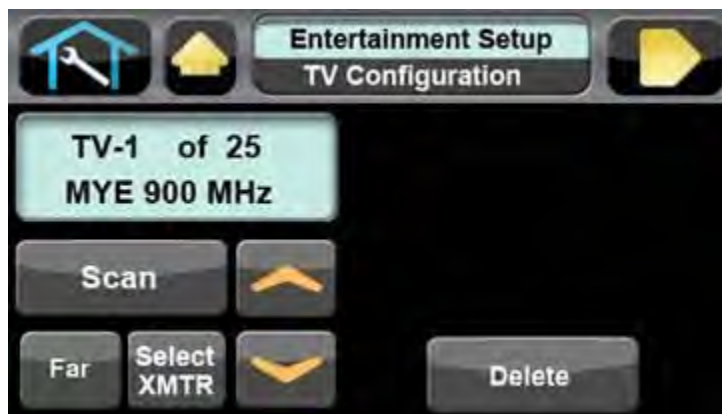 Entertainment Setup
TV Configuration
TV-1 of 25
MYE 900 MHz
Scan
Far
Select
XMTR
Delete